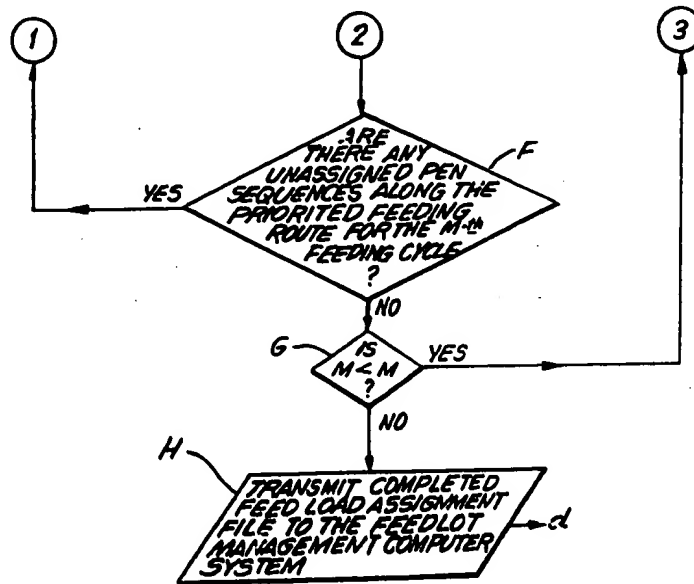 1
2
3
ARE
THERE ANY
UNASSIGNED PEN
SEQUENCES ALONG THE
PRIORITED FEEDING
ROUTE FOR THE M-th
FEEDING CYCLE
?
F
YES
NO
G
IS
M < M
?
YES
NO
H
TRANSMIT COMPLETED
FEED LOAD ASSIGNMENT
FILE TO THE FEEDLOT
MANAGEMENT COMPUTER
SYSTEM
d